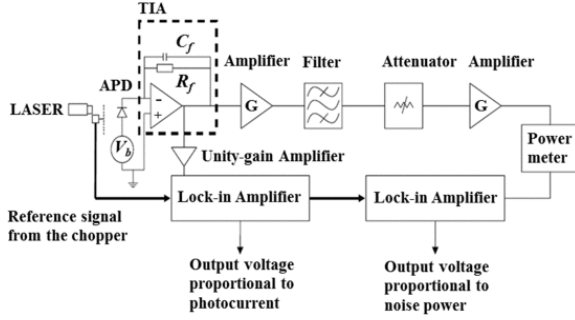 TIA
C_f
R_f
Amplifier
Filter
Attenuator
Amplifier
APD
LASER
-
+
G
G
V_b
Unity-gain Amplifier
Power
meter
Lock-in Amplifier
Lock-in Amplifier
Reference signal
from the chopper
Output voltage
proportional to
photocurrent
Output voltage
proportional to
noise power